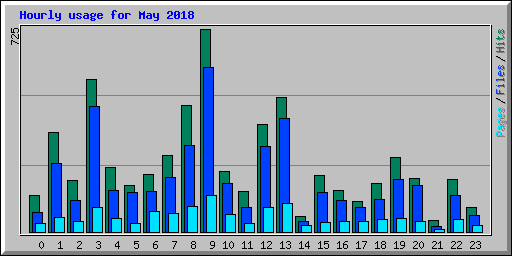 Hourly usage for May 2018
725
Pages / Files / Hits
0 1 2 3 4 5 6 7 8 9 10 11 12 13 14 15 16 17 18 19 20 21 22 23